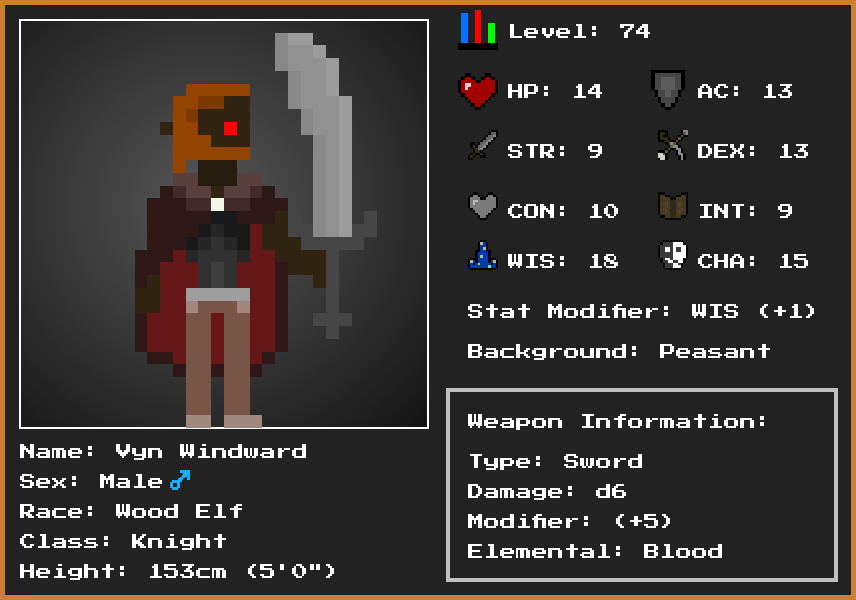 Level: 74
HP: 14
AC: 13
STR: 9
DEX: 13
CON: 10
INT: 9
WIS: 18
CHA: 15
Stat Modifier: WIS (+1)
Background: Peasant
Weapon Information:
Type: Sword
Damage: d6
Modifier: (+5)
Elemental: Blood
Name: Vyn Windward
Sex: Male ♂
Race: Wood Elf
Class: Knight
Height: 153cm (5'0")